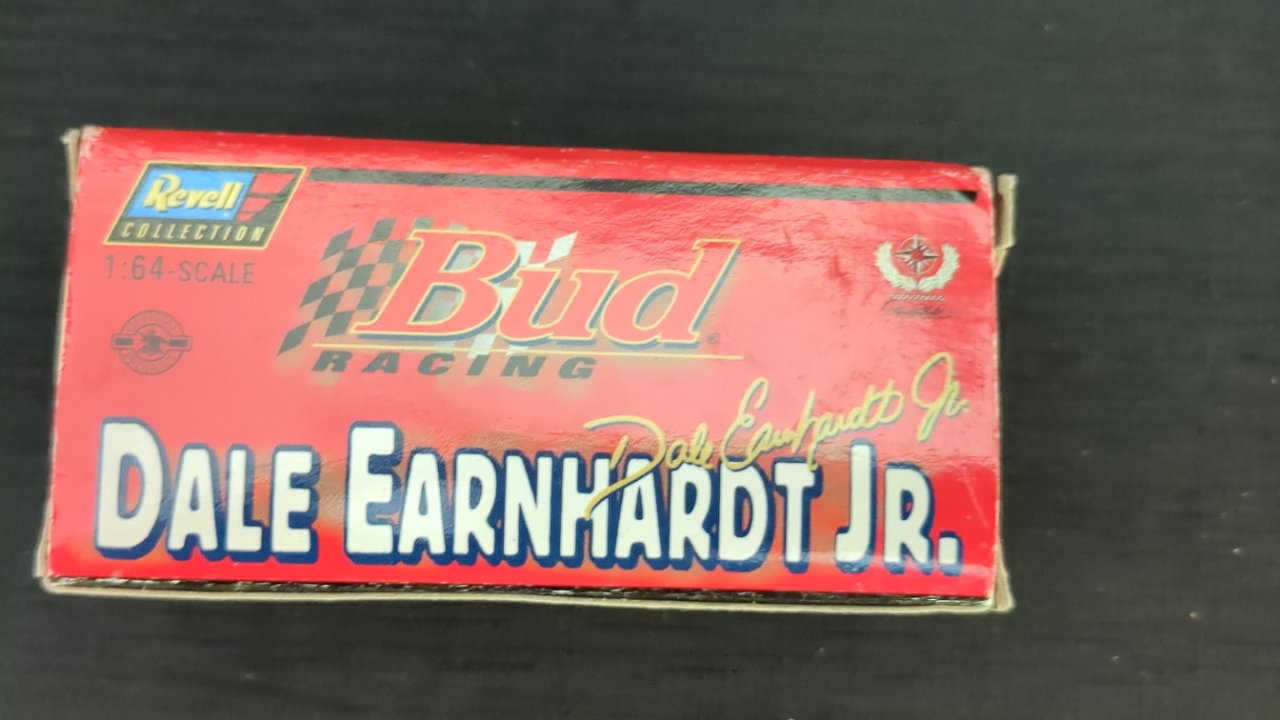 Revell
COLLECTION
1:64-SCALE
Bud
RACING
Dale Earnhardt Jr.
DALE EARNHARDT JR.